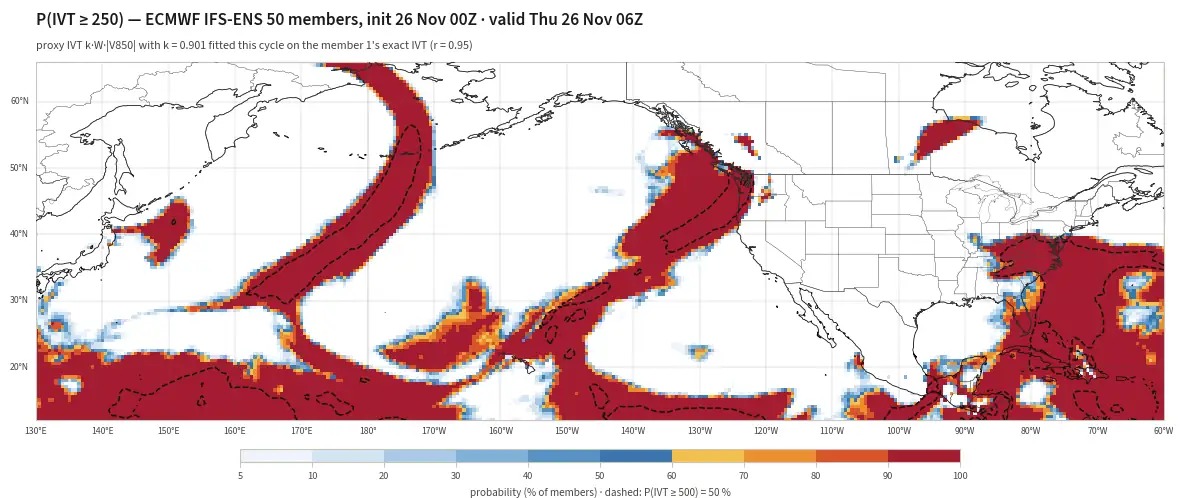 P(IVT ≥ 250) — ECMWF IFS-ENS 50 members, init 26 Nov 00Z · valid Thu 26 Nov 06Z
proxy IVT k·W·|V850| with k = 0.901 fitted this cycle on the member 1's exact IVT (r = 0.95)
60°N
50°N
40°N
30°N
20°N
130°E 140°E 150°E 160°E 170°E 180° 170°W 160°W 150°W 140°W 130°W 120°W 110°W 100°W 90°W 80°W 70°W 60°W
5 10 20 30 40 50 60 70 80 90 100
probability (% of members) · dashed: P(IVT ≥ 500) = 50 %